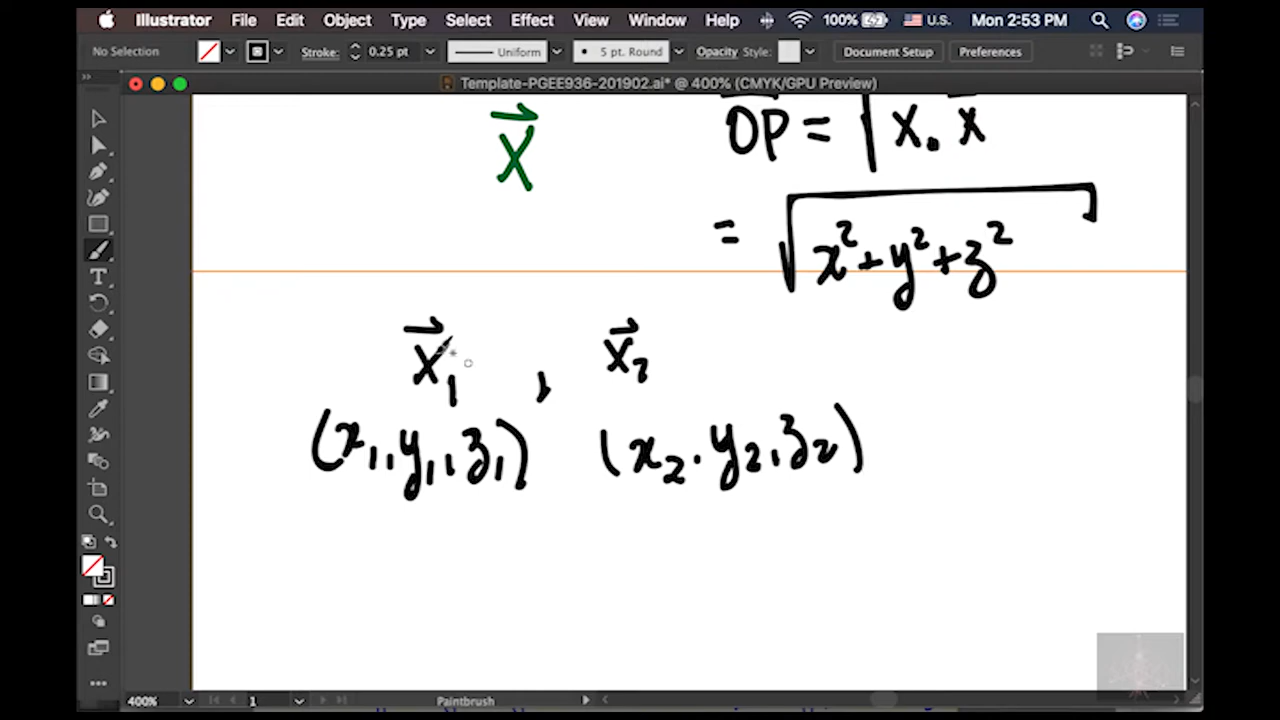 Illustrator File Edit Object Type Select Effect View Window Help 100% U.S. Mon 2:53 PM
No Selection Stroke: 0.25 pt Uniform 5 pt. Round Opacity Style: Document Setup Preferences
Template-PGEE936-201902.ai* @ 400% (CMYK/GPU Preview)
X⃗
OP = √X⃗ . X⃗
= √x²+y²+z²
X⃗₁ , X⃗₂
(x₁, y₁, z₁) (x₂, y₂, z₂)
400% 1 Paintbrush